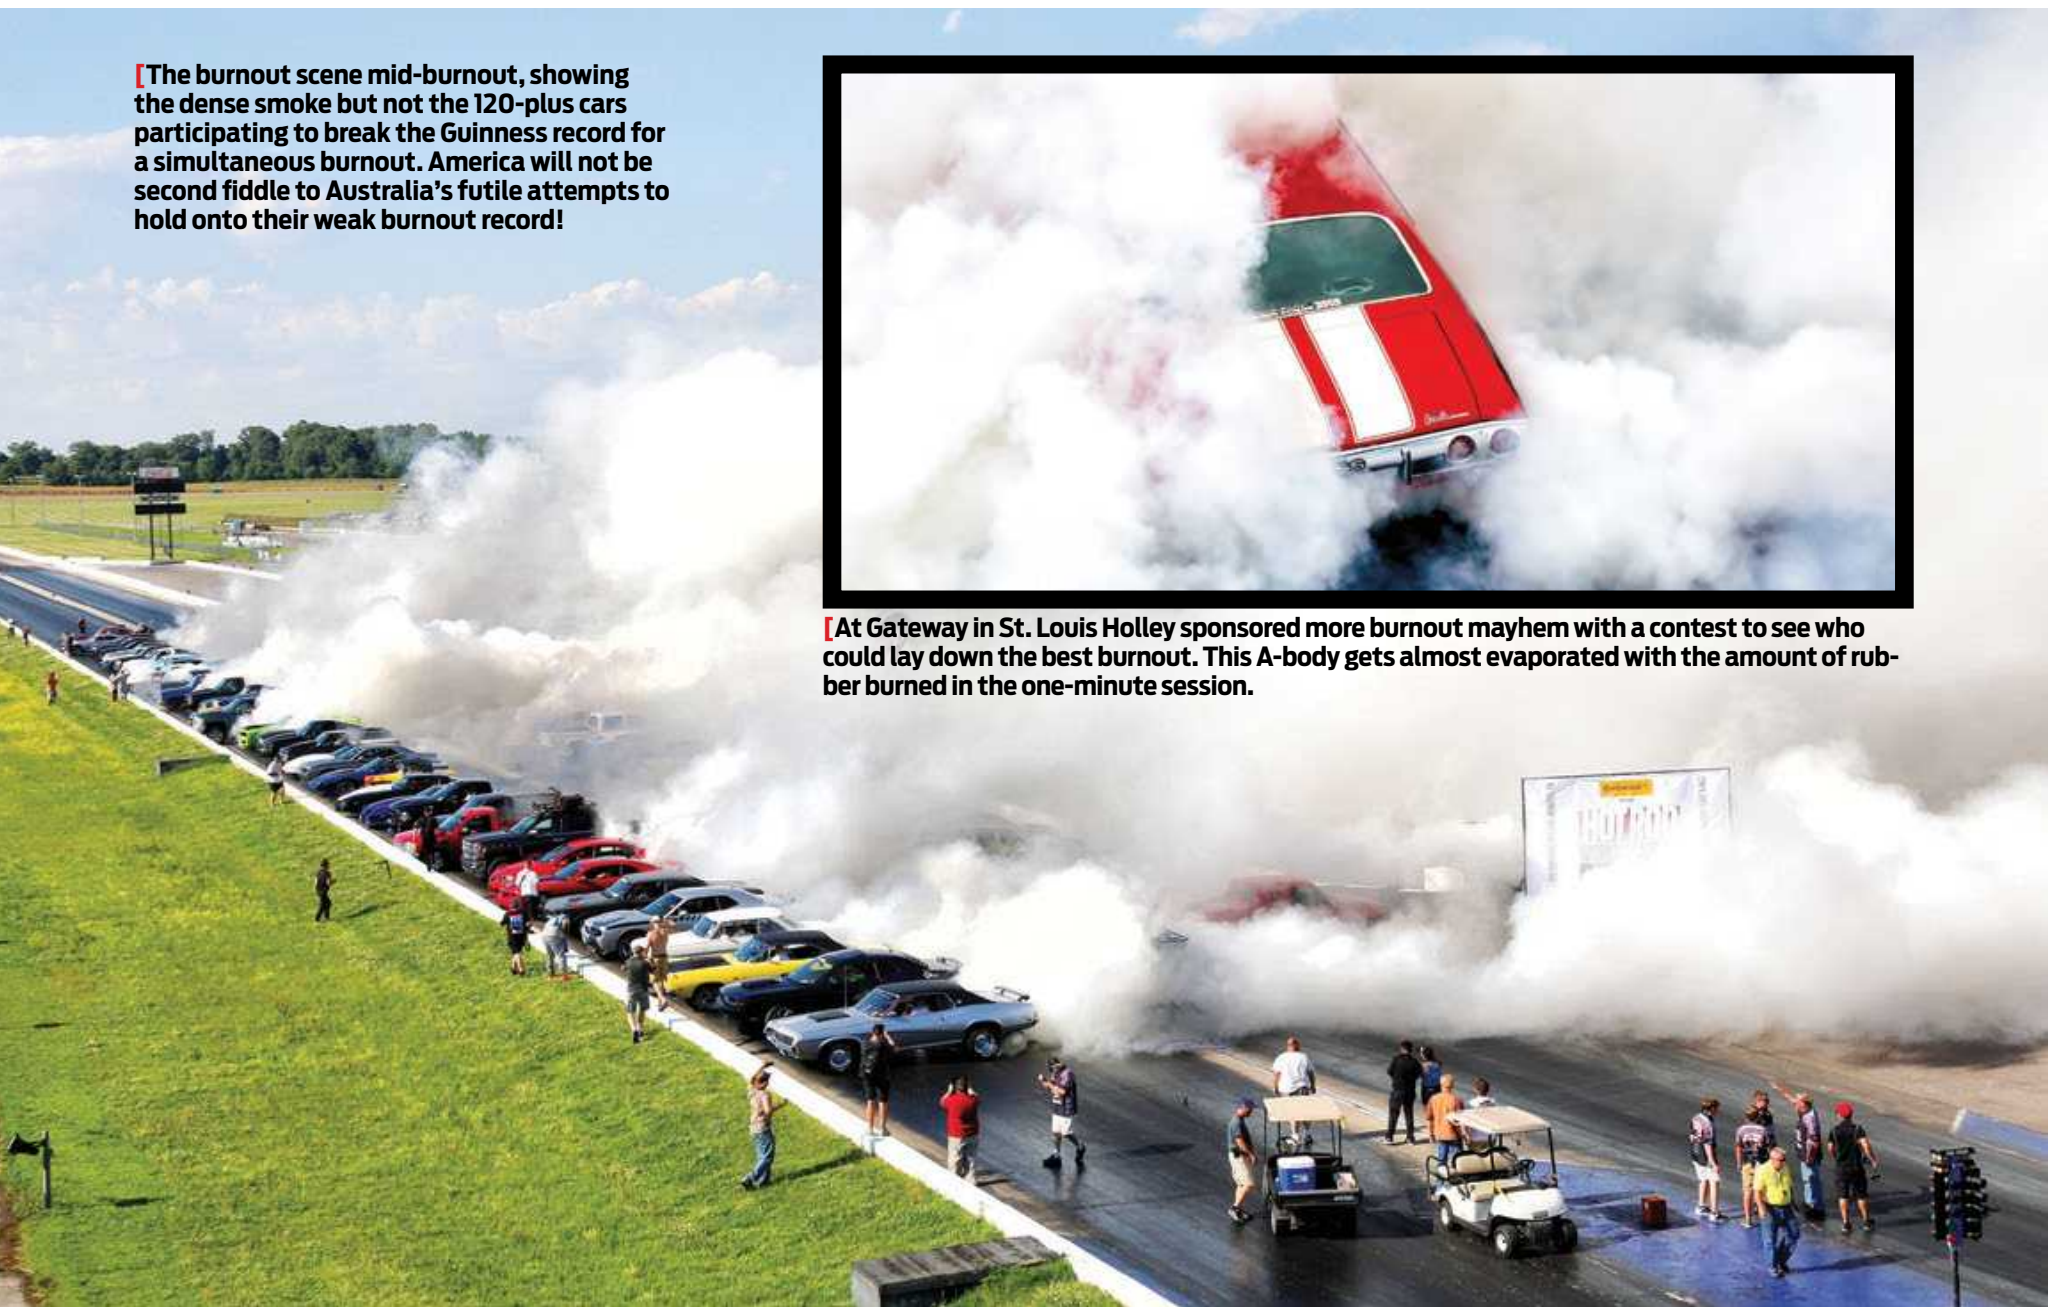 [The burnout scene mid-burnout, showing
the dense smoke but not the 120-plus cars
participating to break the Guinness record for
a simultaneous burnout. America will not be
second fiddle to Australia’s futile attempts to
hold onto their weak burnout record!
[At Gateway in St. Louis Holley sponsored more burnout mayhem with a contest to see who
could lay down the best burnout. This A-body gets almost evaporated with the amount of rub-
ber burned in the one-minute session.
HOT ROD